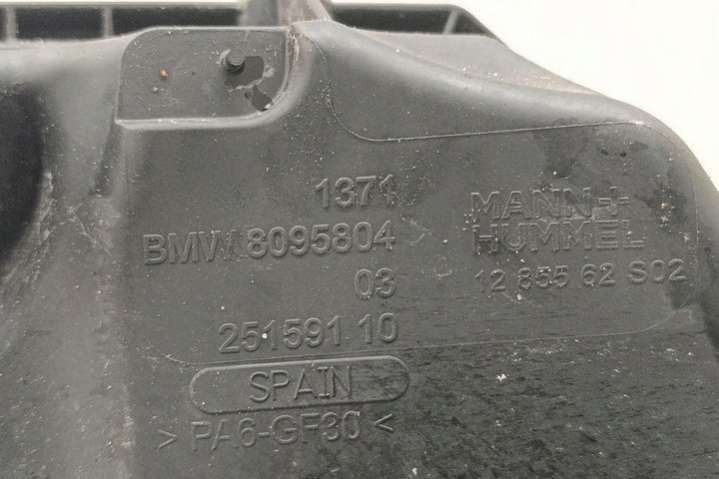 1371
BMW 8095804
03
251591 10
SPAIN
> PA6-GF30 <
MANN+
HUMMEL
12 855 62 S02